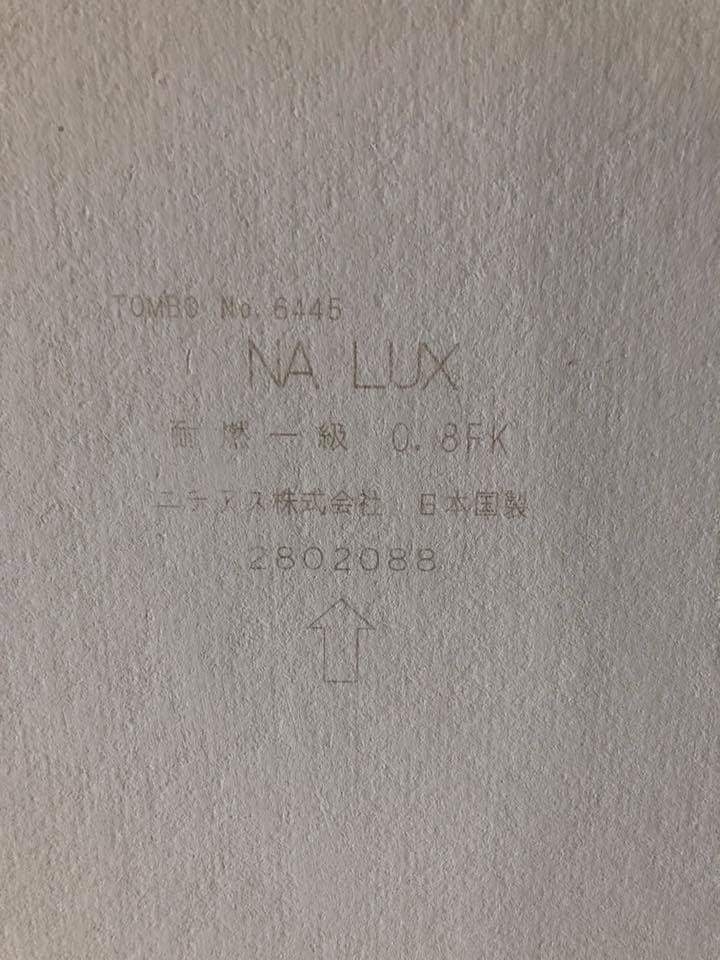 TOMBO No. 6445
NA LUX
耐燃一級 0.8FK
ニチアス株式会社 日本国製
2802088